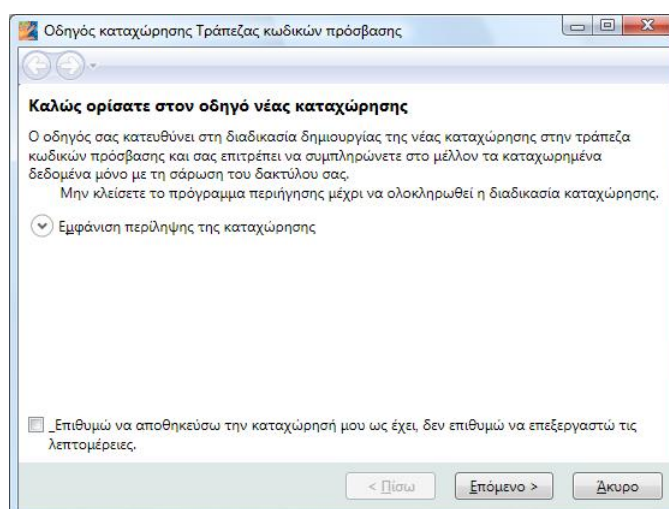 Οδηγός καταχώρησης Τράπεζας κωδικών πρόσβασης
Καλώς ορίσατε στον οδηγό νέας καταχώρησης
Ο οδηγός σας κατευθύνει στη διαδικασία δημιουργίας της νέας καταχώρησης στην τράπεζα
κωδικών πρόσβασης και σας επιτρέπει να συμπληρώνετε στο μέλλον τα καταχωρημένα
δεδομένα μόνο με τη σάρωση του δακτύλου σας.
Μην κλείσετε το πρόγραμμα περιήγησης μέχρι να ολοκληρωθεί η διαδικασία καταχώρησης.
Εμφάνιση περίληψης της καταχώρησης
_Επιθυμώ να αποθηκεύσω την καταχώρησή μου ως έχει, δεν επιθυμώ να επεξεργαστώ τις
λεπτομέρειες.
< Πίσω Επόμενο > Άκυρο